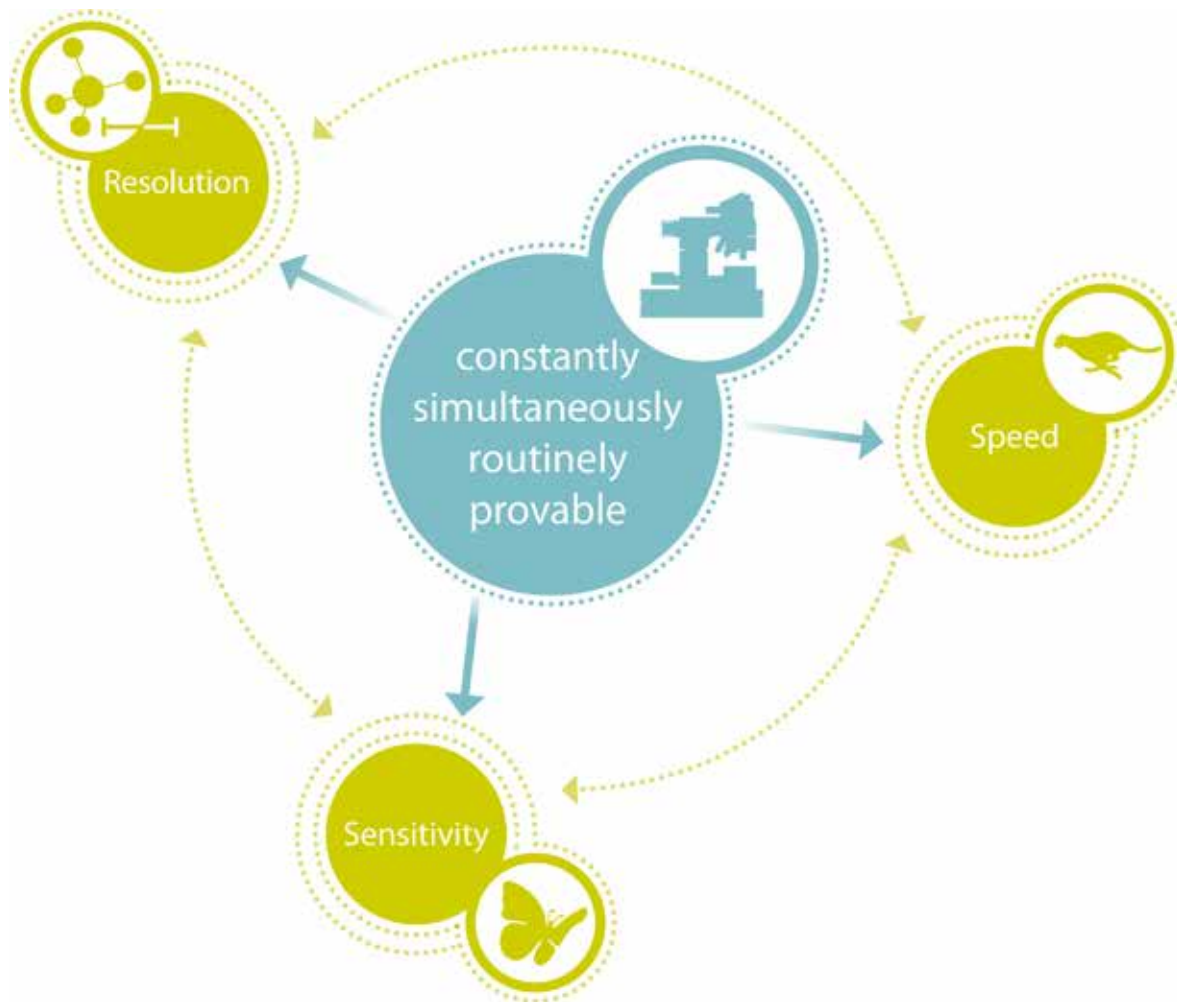 Resolution
constantly
simultaneously
routinely
provable
Speed
Sensitivity